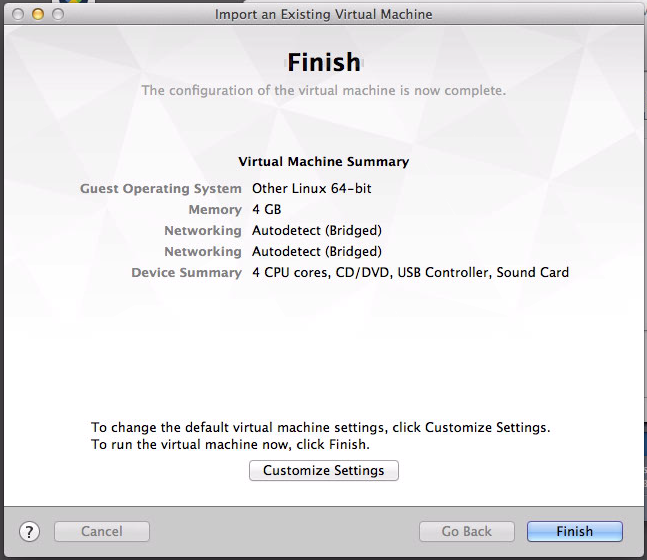 Import an Existing Virtual Machine
Finish
The configuration of the virtual machine is now complete.
Virtual Machine Summary
Guest Operating System Other Linux 64-bit
Memory 4 GB
Networking Autodetect (Bridged)
Networking Autodetect (Bridged)
Device Summary 4 CPU cores, CD/DVD, USB Controller, Sound Card
To change the default virtual machine settings, click Customize Settings.
To run the virtual machine now, click Finish.
Customize Settings
? Cancel Go Back Finish